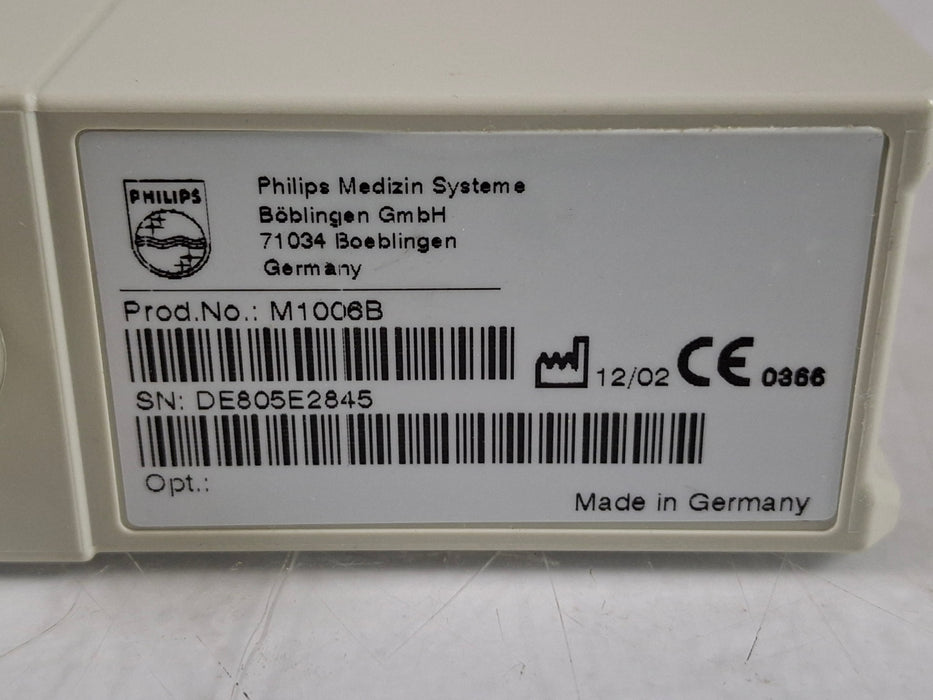 PHILIPS
Philips Medizin Systeme
Böblingen GmbH
71034 Boeblingen
Germany
Prod.No.: M1006B
12/02 CE 0366
SN: DE805E2845
Opt.:
Made in Germany